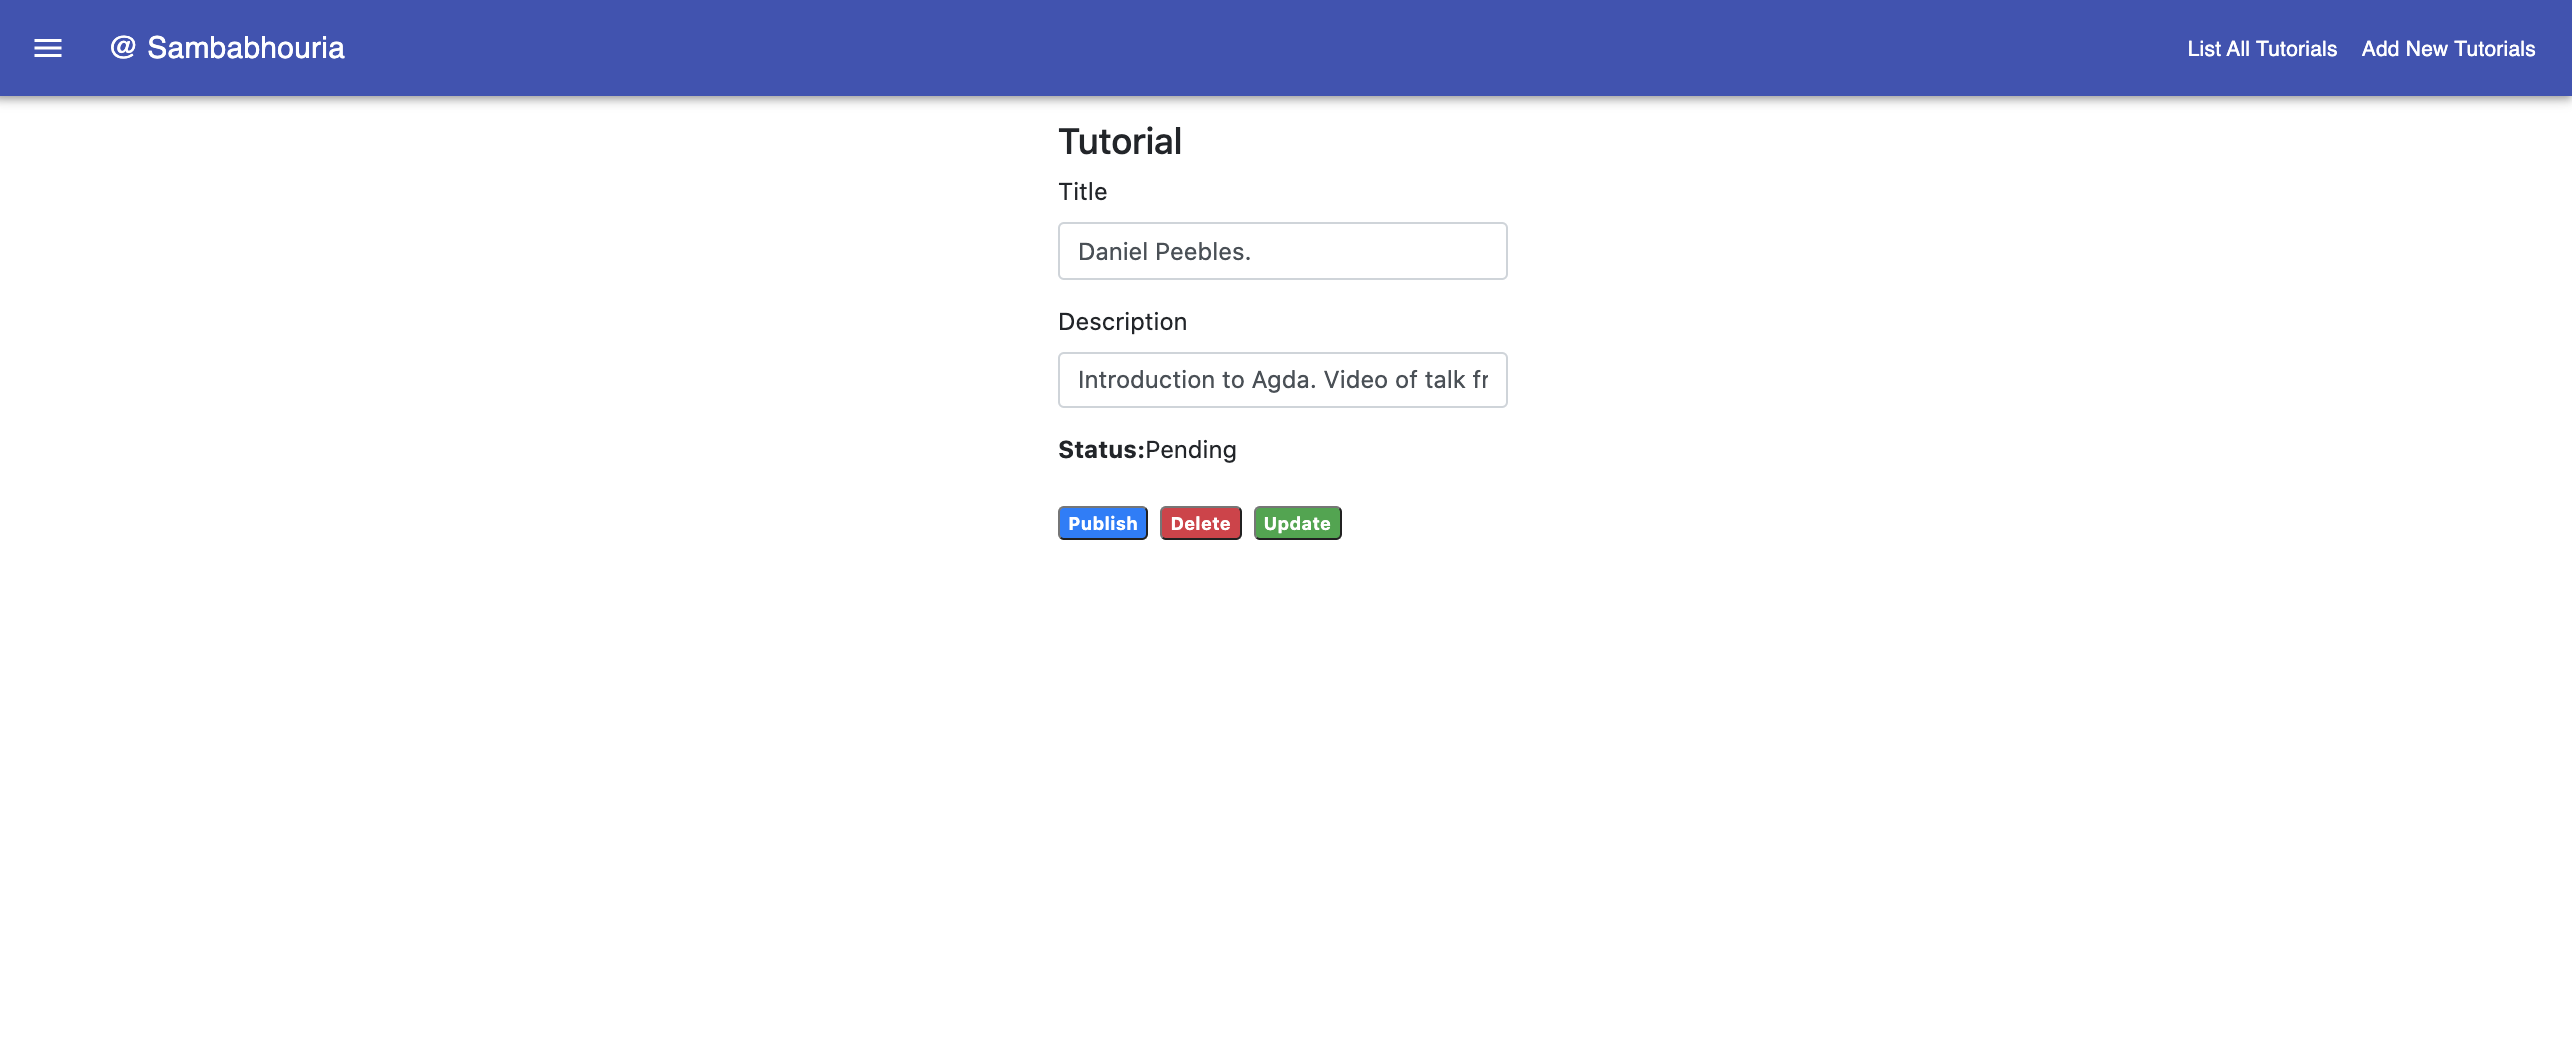 @ Sambabhouria
List All Tutorials Add New Tutorials
Tutorial
Title
Daniel Peebles.
Description
Introduction to Agda. Video of talk fr
Status:Pending
Publish Delete Update